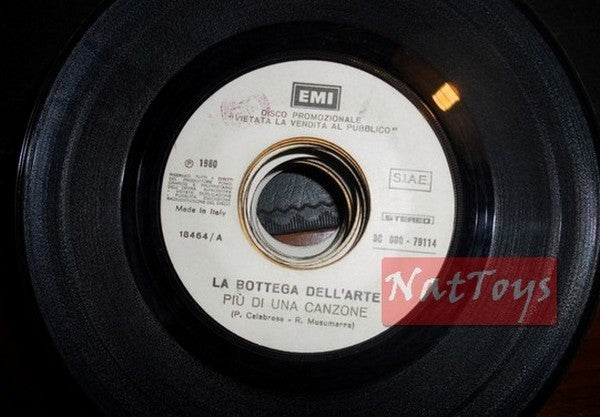 EMI
DISCO PROMOZIONALE
VIETATA LA VENDITA AL PUBBLICO"
℗ 1980
Made in Italy
18464/A
S.I.A.E.
STEREO
3C 000 - 79114
LA BOTTEGA DELL'ARTE
PIÙ DI UNA CANZONE
(P. Calabrese - R. Musumarra)
NatToys